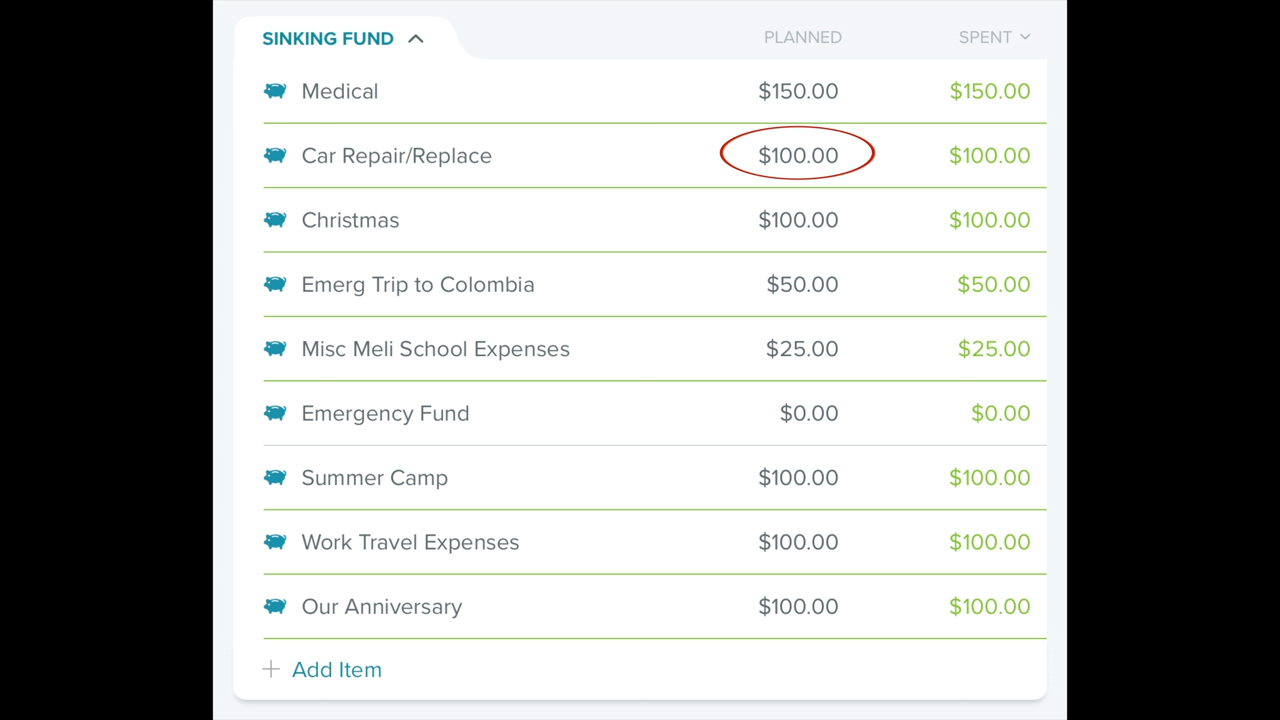 SINKING FUND PLANNED SPENT
Medical $150.00 $150.00
Car Repair/Replace $100.00 $100.00
Christmas $100.00 $100.00
Emerg Trip to Colombia $50.00 $50.00
Misc Meli School Expenses $25.00 $25.00
Emergency Fund $0.00 $0.00
Summer Camp $100.00 $100.00
Work Travel Expenses $100.00 $100.00
Our Anniversary $100.00 $100.00
+ Add Item